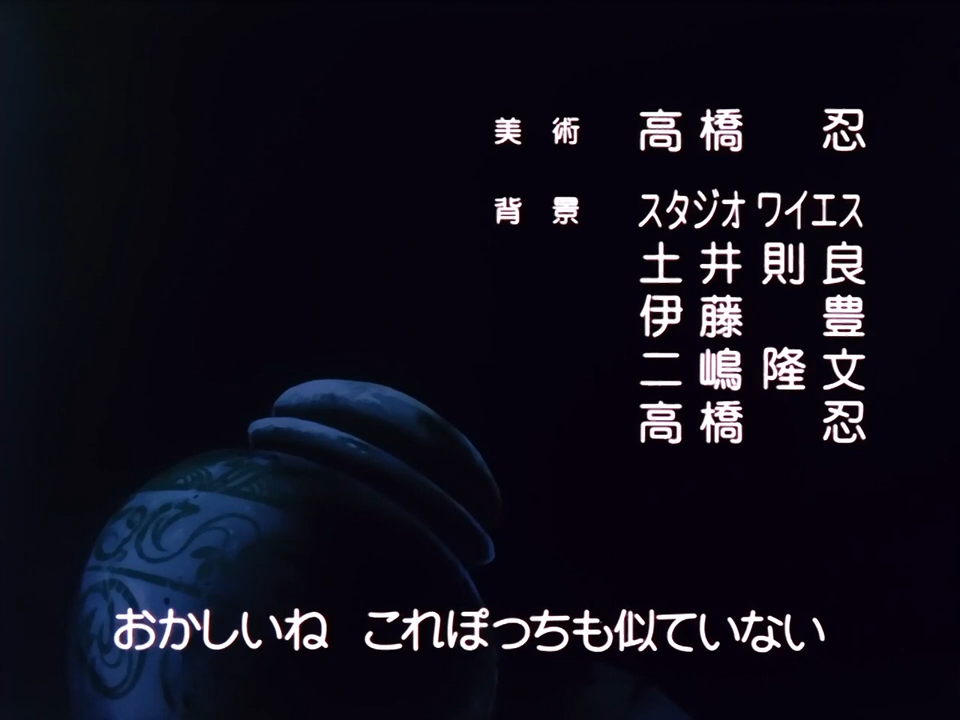 美術 高橋 忍
背景 スタジオワイエス
土井則良
伊藤 豊
二嶋隆文
高橋 忍
おかしいね これぽっちも似ていない